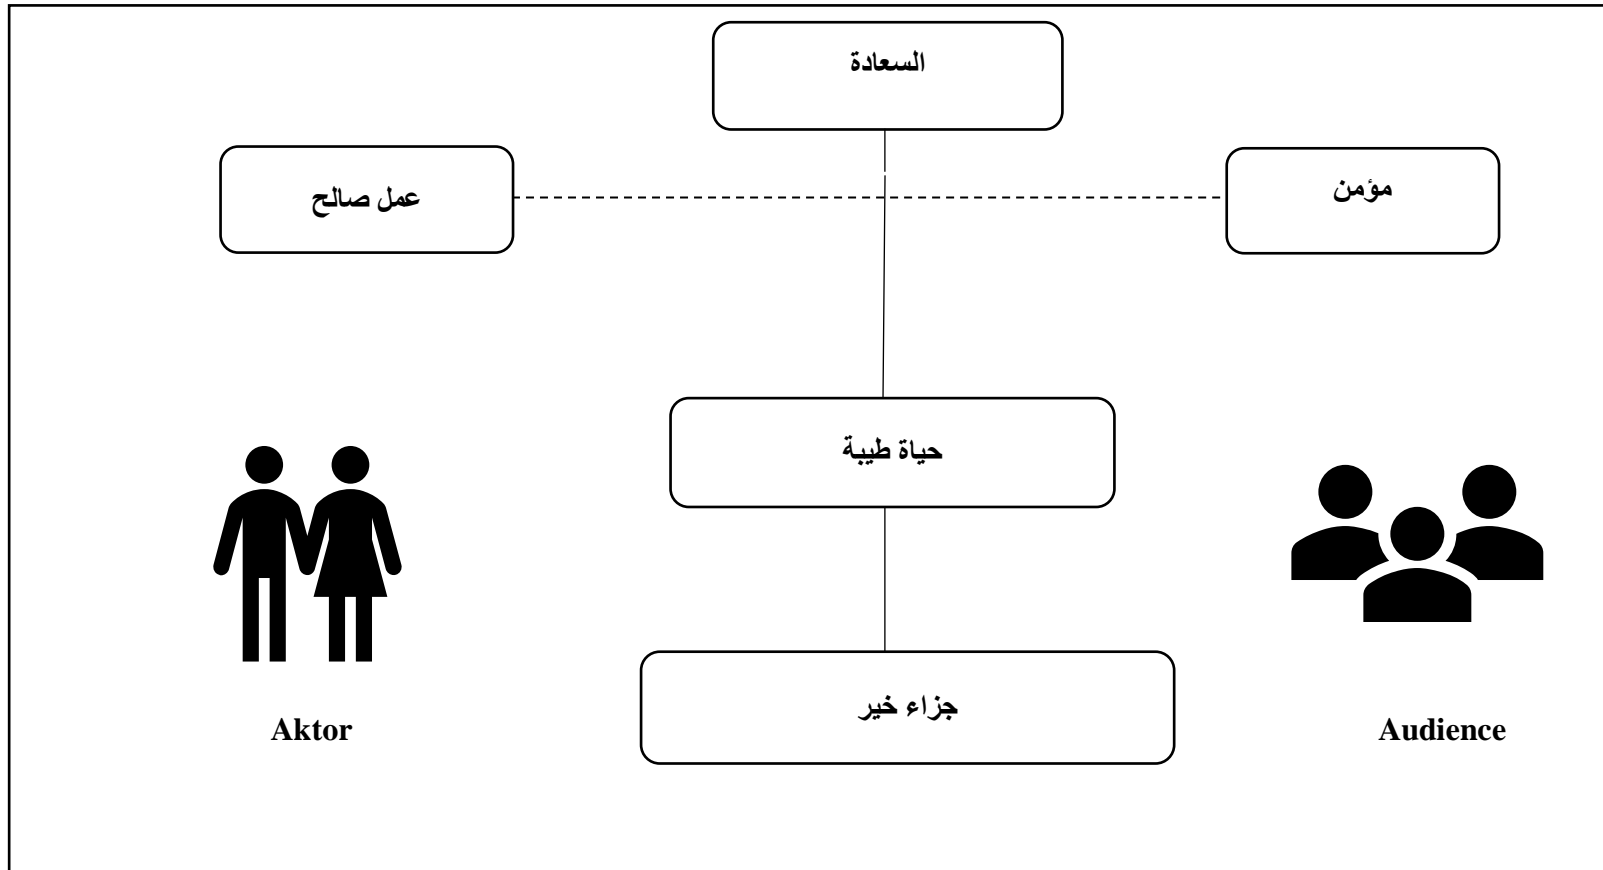 السعادة
مؤمن
عمل صالح
حياة طيبة
جزاء خير
Aktor
Audience